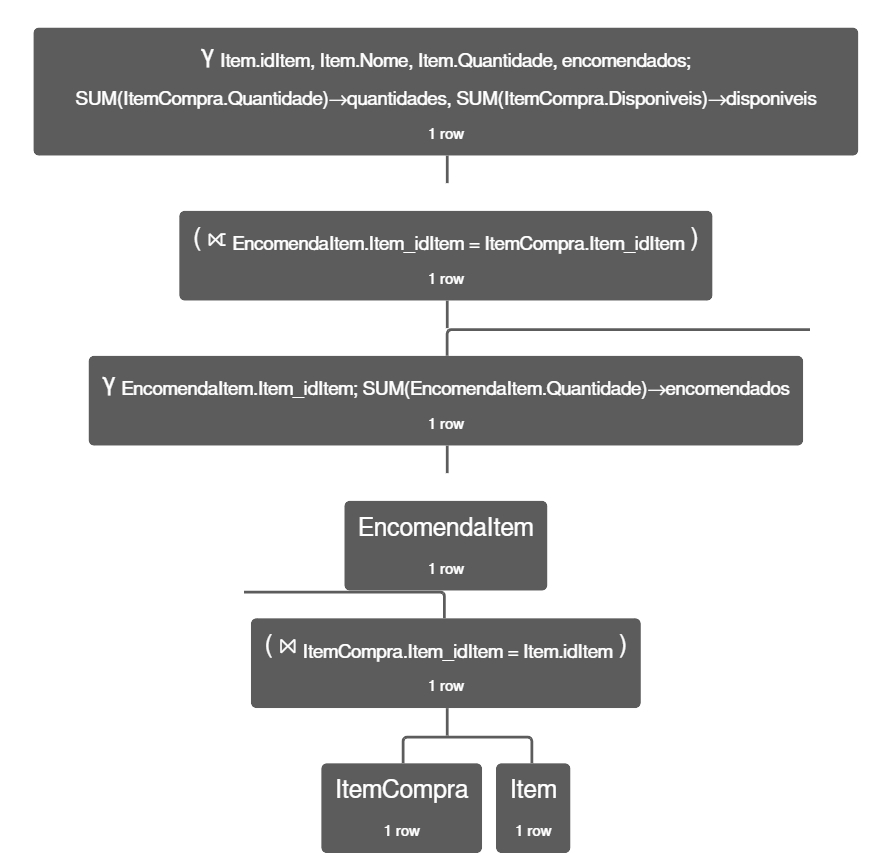 γ Item.idItem, Item.Nome, Item.Quantidade, encomendados;
SUM(ItemCompra.Quantidade)→quantidades, SUM(ItemCompra.Disponiveis)→disponiveis
1 row
( ⟖ EncomendaItem.Item_idItem = ItemCompra.Item_idItem )
1 row
γ EncomendaItem.Item_idItem; SUM(EncomendaItem.Quantidade)→encomendados
1 row
EncomendaItem
1 row
( ⋈ ItemCompra.Item_idItem = Item.idItem )
1 row
ItemCompra
1 row
Item
1 row